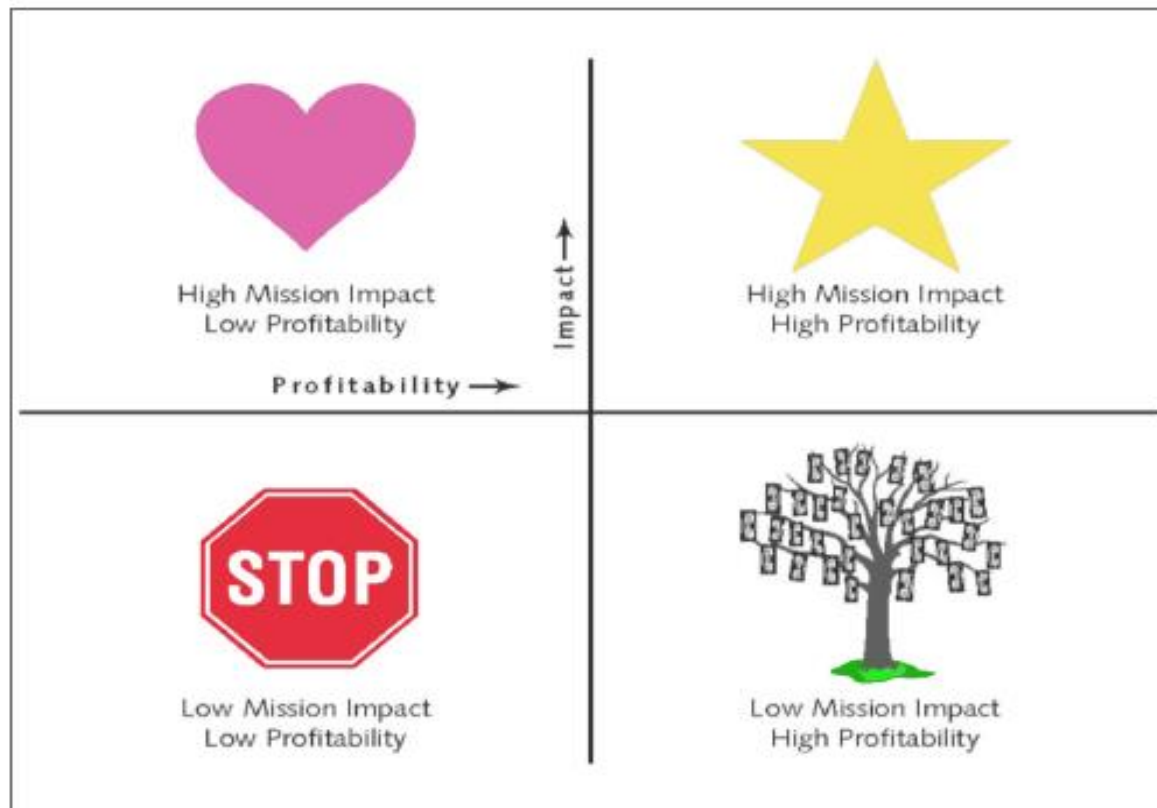 High Mission Impact
Low Profitability
High Mission Impact
High Profitability
Impact
Profitability
STOP
Low Mission Impact
Low Profitability
Low Mission Impact
High Profitability